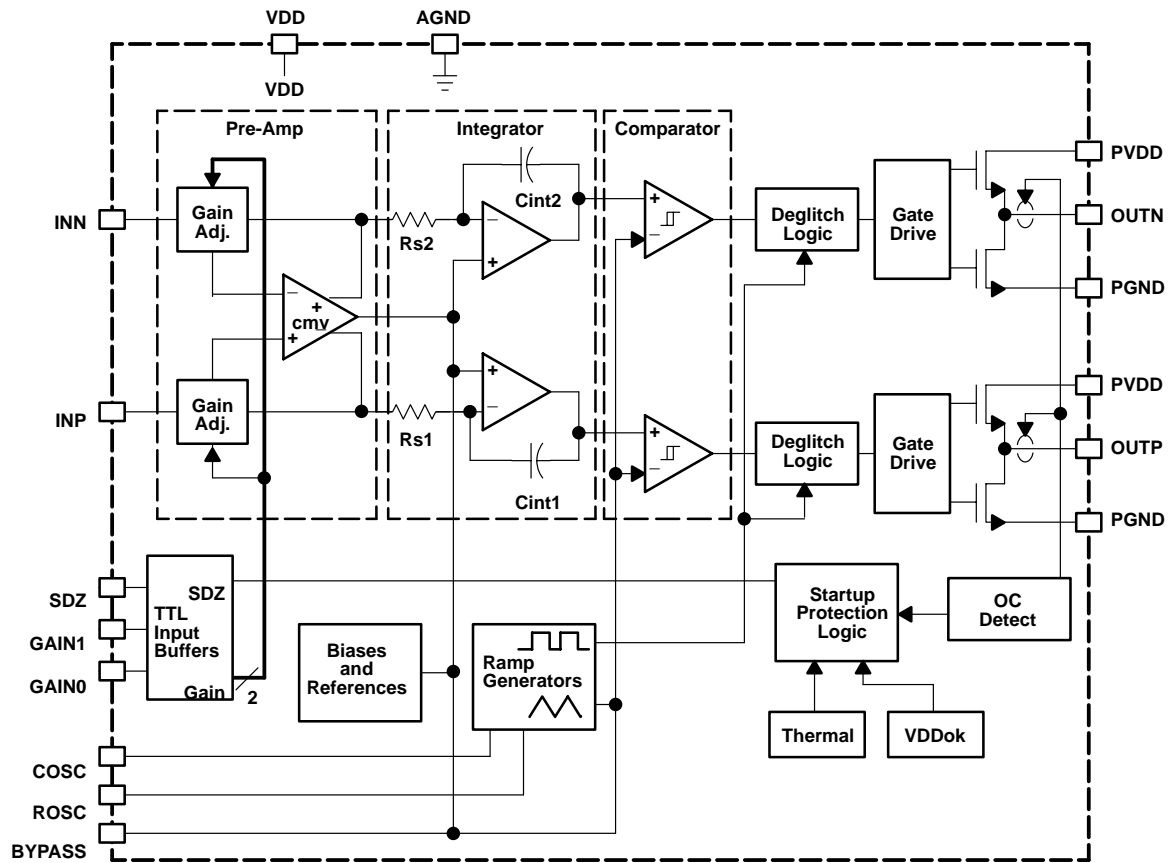 VDD
AGND
VDD
Pre-Amp
Integrator
Comparator
PVDD
INN
Gain
Adj.
Rs2
−
+
Cint2
+
−
Deglitch
Logic
Gate
Drive
OUTN
−
+
cmv
−
+
PGND
PVDD
INP
Gain
Adj.
Rs1
+
−
Cint1
+
−
Deglitch
Logic
Gate
Drive
OUTP
PGND
SDZ
GAIN1
GAIN0
SDZ
TTL
Input
Buffers
Gain
2
Biases
and
References
Ramp
Generators
Startup
Protection
Logic
OC
Detect
Thermal
VDDok
COSC
ROSC
BYPASS